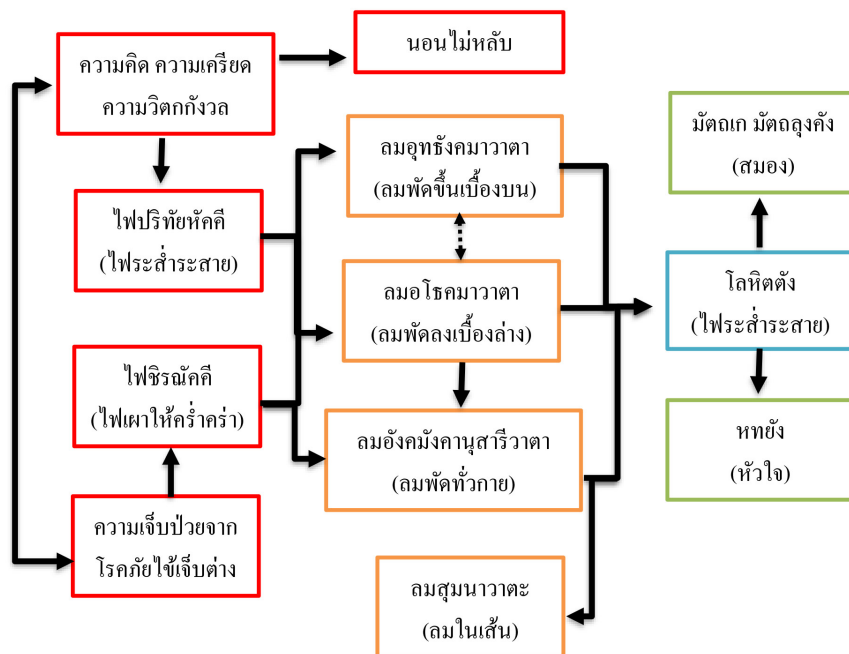 ความคิด ความเครียด
ความวิตกกังวล
นอนไม่หลับ
ไฟปริทัยหัคคี
(ไฟระส่ำระสาย)
ไฟชิรณัคคี
(ไฟเผาให้คร่ำคร่า)
ความเจ็บป่วยจาก
โรคภัยไข้เจ็บต่าง
ลมอุทธังคมาวาตา
(ลมพัดขึ้นเบื้องบน)
ลมอโธคมาวาตา
(ลมพัดลงเบื้องล่าง)
ลมอังคมังคานุสารีวาตา
(ลมพัดทั่วกาย)
ลมสุมนาวาตะ
(ลมในเส้น)
มัตถเก มัตถลุงคัง
(สมอง)
โลหิตตัง
(ไฟระส่ำระสาย)
หทยัง
(หัวใจ)